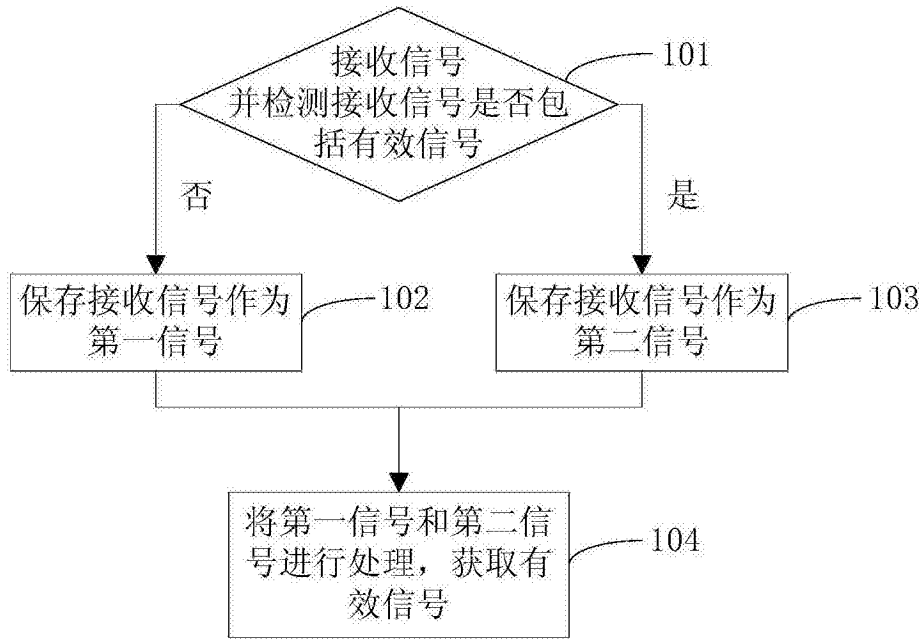 接收信号
并检测接收信号是否包
括有效信号
101
否
是
保存接收信号作为
第一信号
102
保存接收信号作为
第二信号
103
将第一信号和第二信
号进行处理，获取有
效信号
104